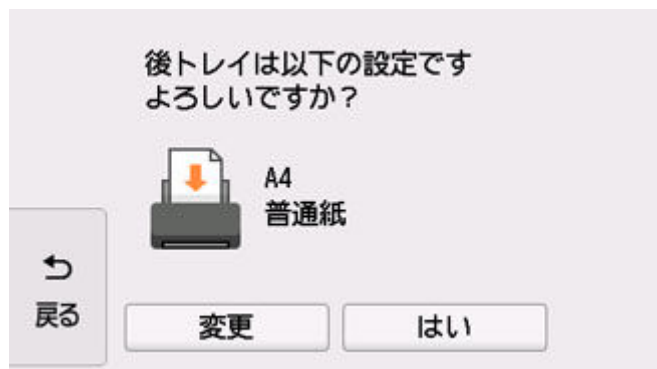 後トレイは以下の設定です
よろしいですか？
A4
普通紙
戻る
変更
はい